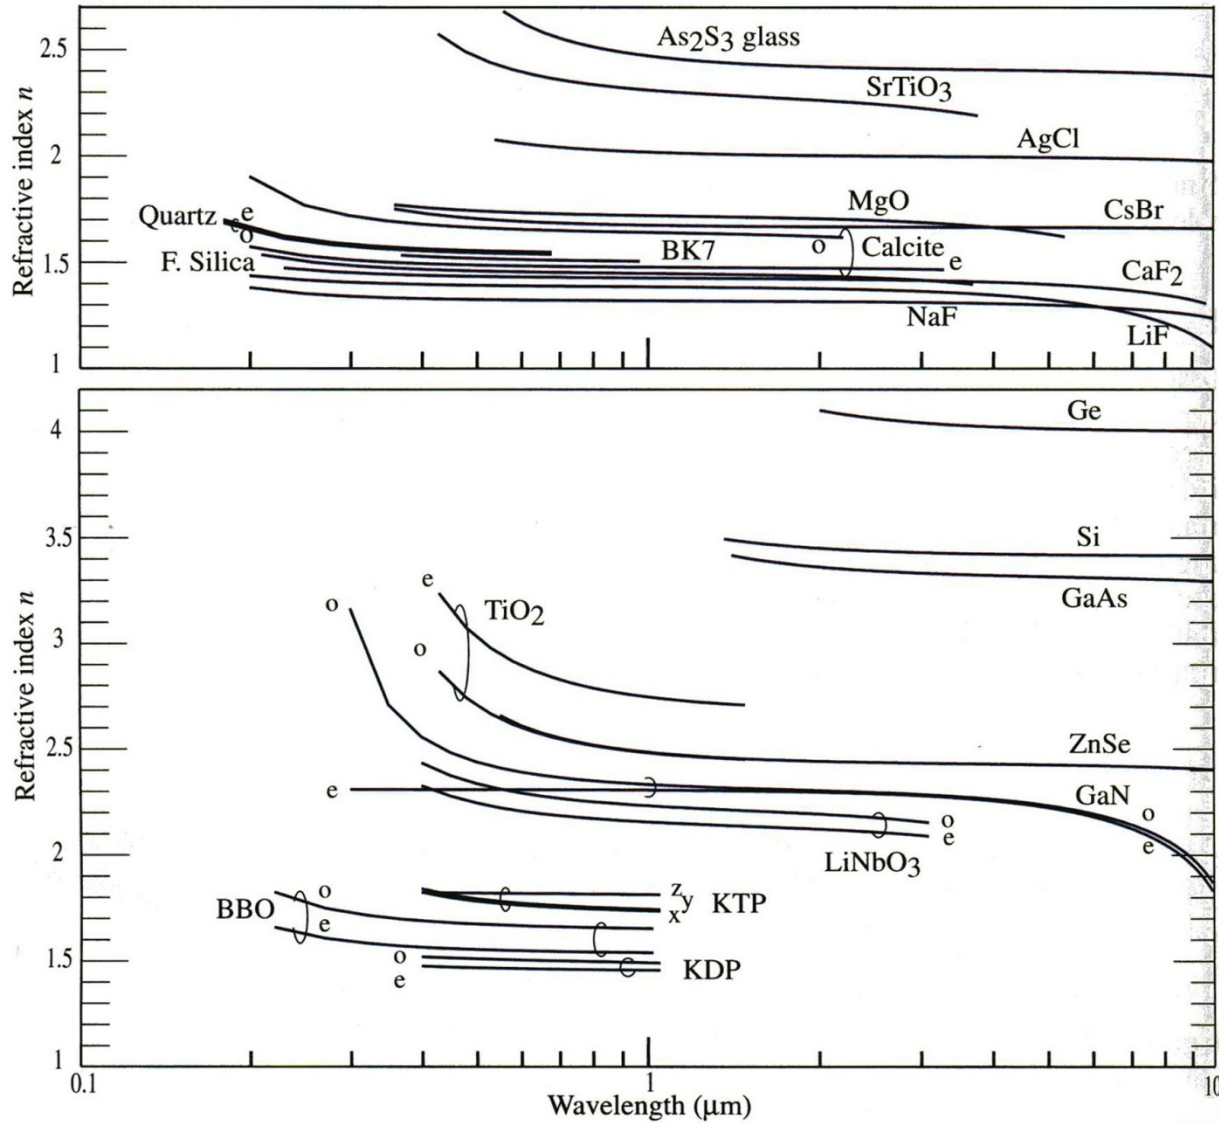 Refractive index n
2.5
2
1.5
1
As2S3 glass
SrTiO3
AgCl
MgO
CsBr
Quartz
e
o
BK7
o
Calcite
e
F. Silica
CaF2
NaF
LiF
Refractive index n
4
3.5
3
2.5
2
1.5
1
Ge
Si
GaAs
e
TiO2
o
o
ZnSe
e
GaN
o
e
o
e
LiNbO3
BBO
o
e
z
y
x
KTP
o
e
KDP
0.1
1
10
Wavelength (μm)